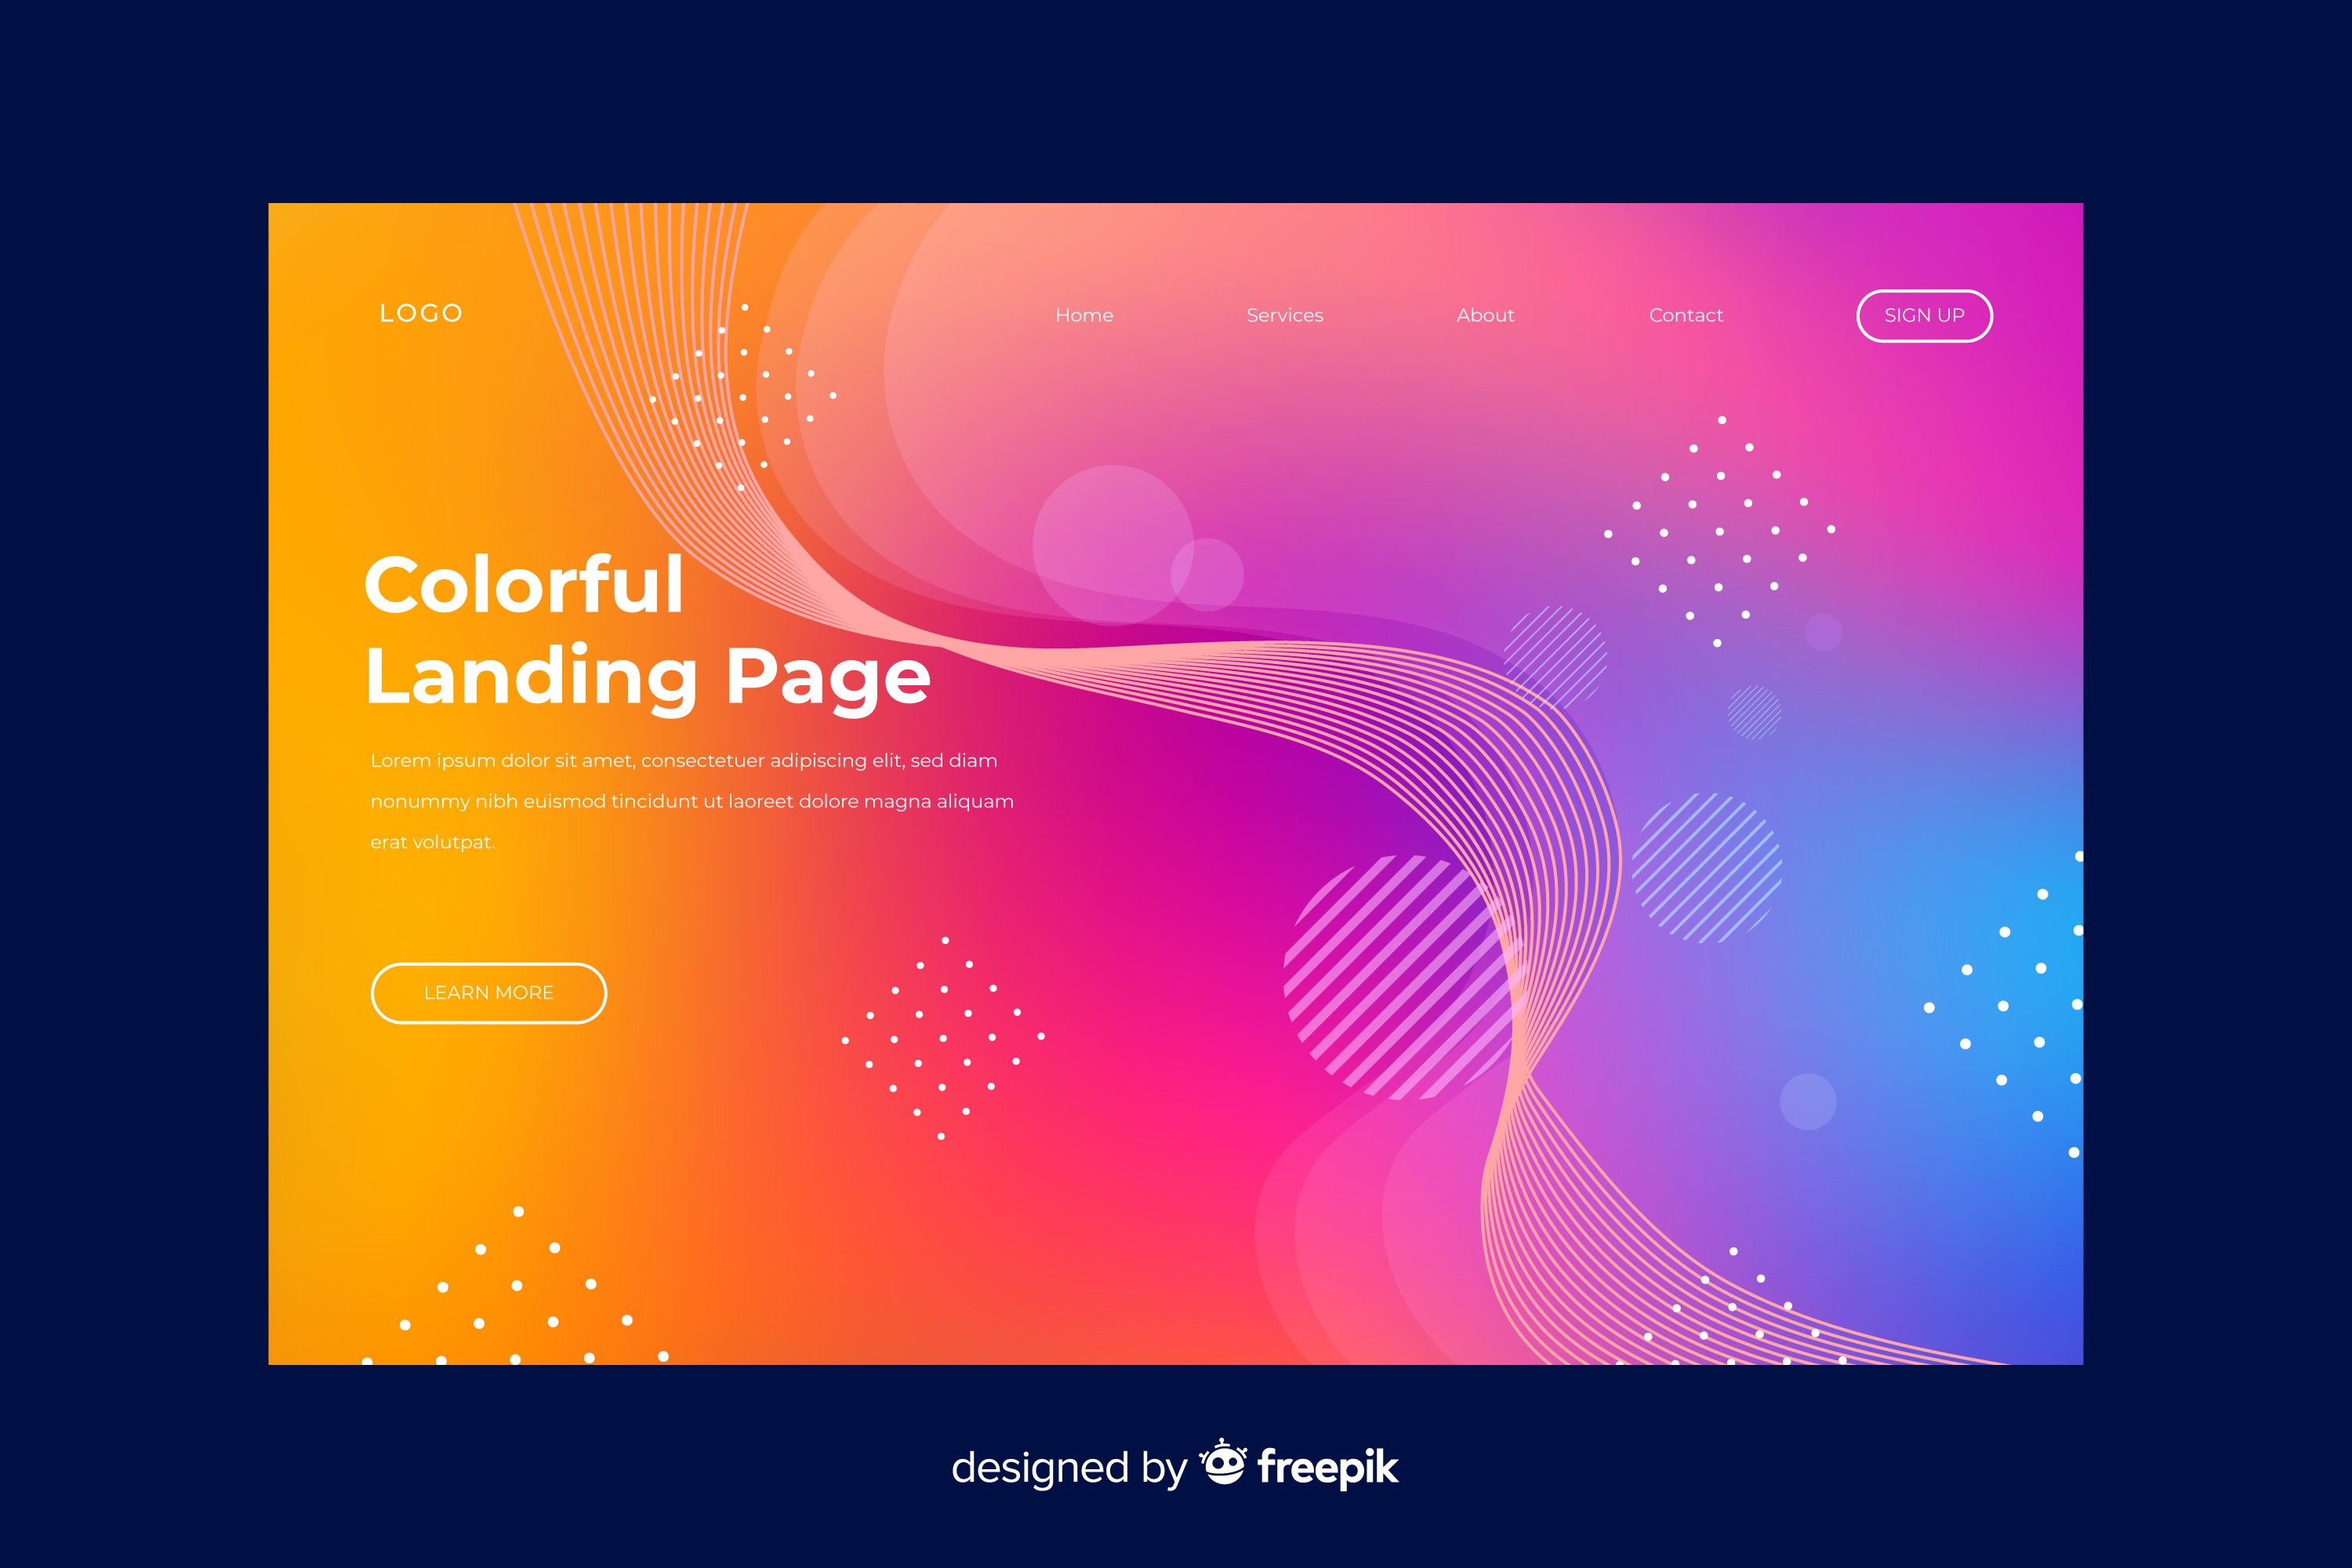 LOGO
Home
Services
About
Contact
SIGN UP
Colorful
Landing Page
Lorem ipsum dolor sit amet, consectetuer adipiscing elit, sed diam
nonummy nibh euismod tincidunt ut laoreet dolore magna aliquam
erat volutpat.
LEARN MORE
designed by freepik